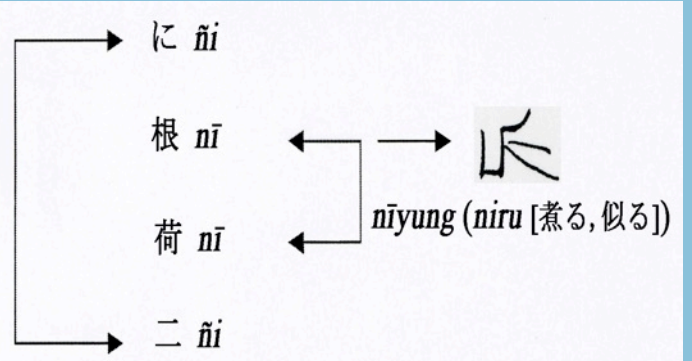 に ñi
根 nī
荷 nī
nīyung (niru [煮る, 似る])
二 ñi